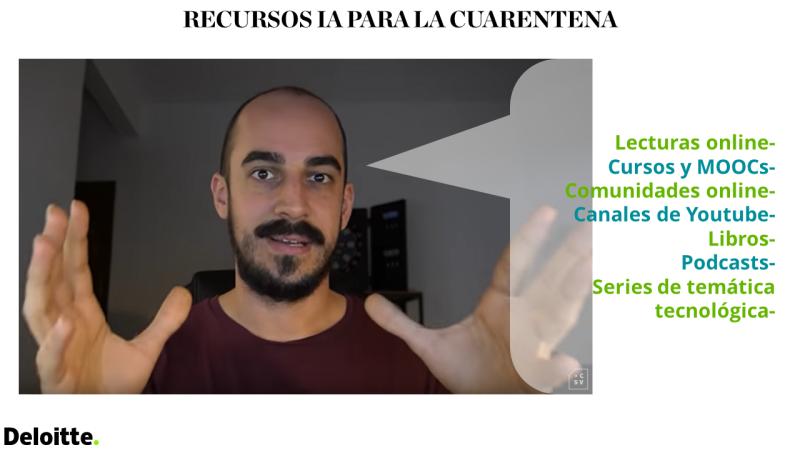 RECURSOS IA PARA LA CUARENTENA
Lecturas online-
Cursos y MOOCs-
Comunidades online-
Canales de Youtube-
Libros-
Podcasts-
Series de temática
tecnológica-
·CSV
Deloitte.